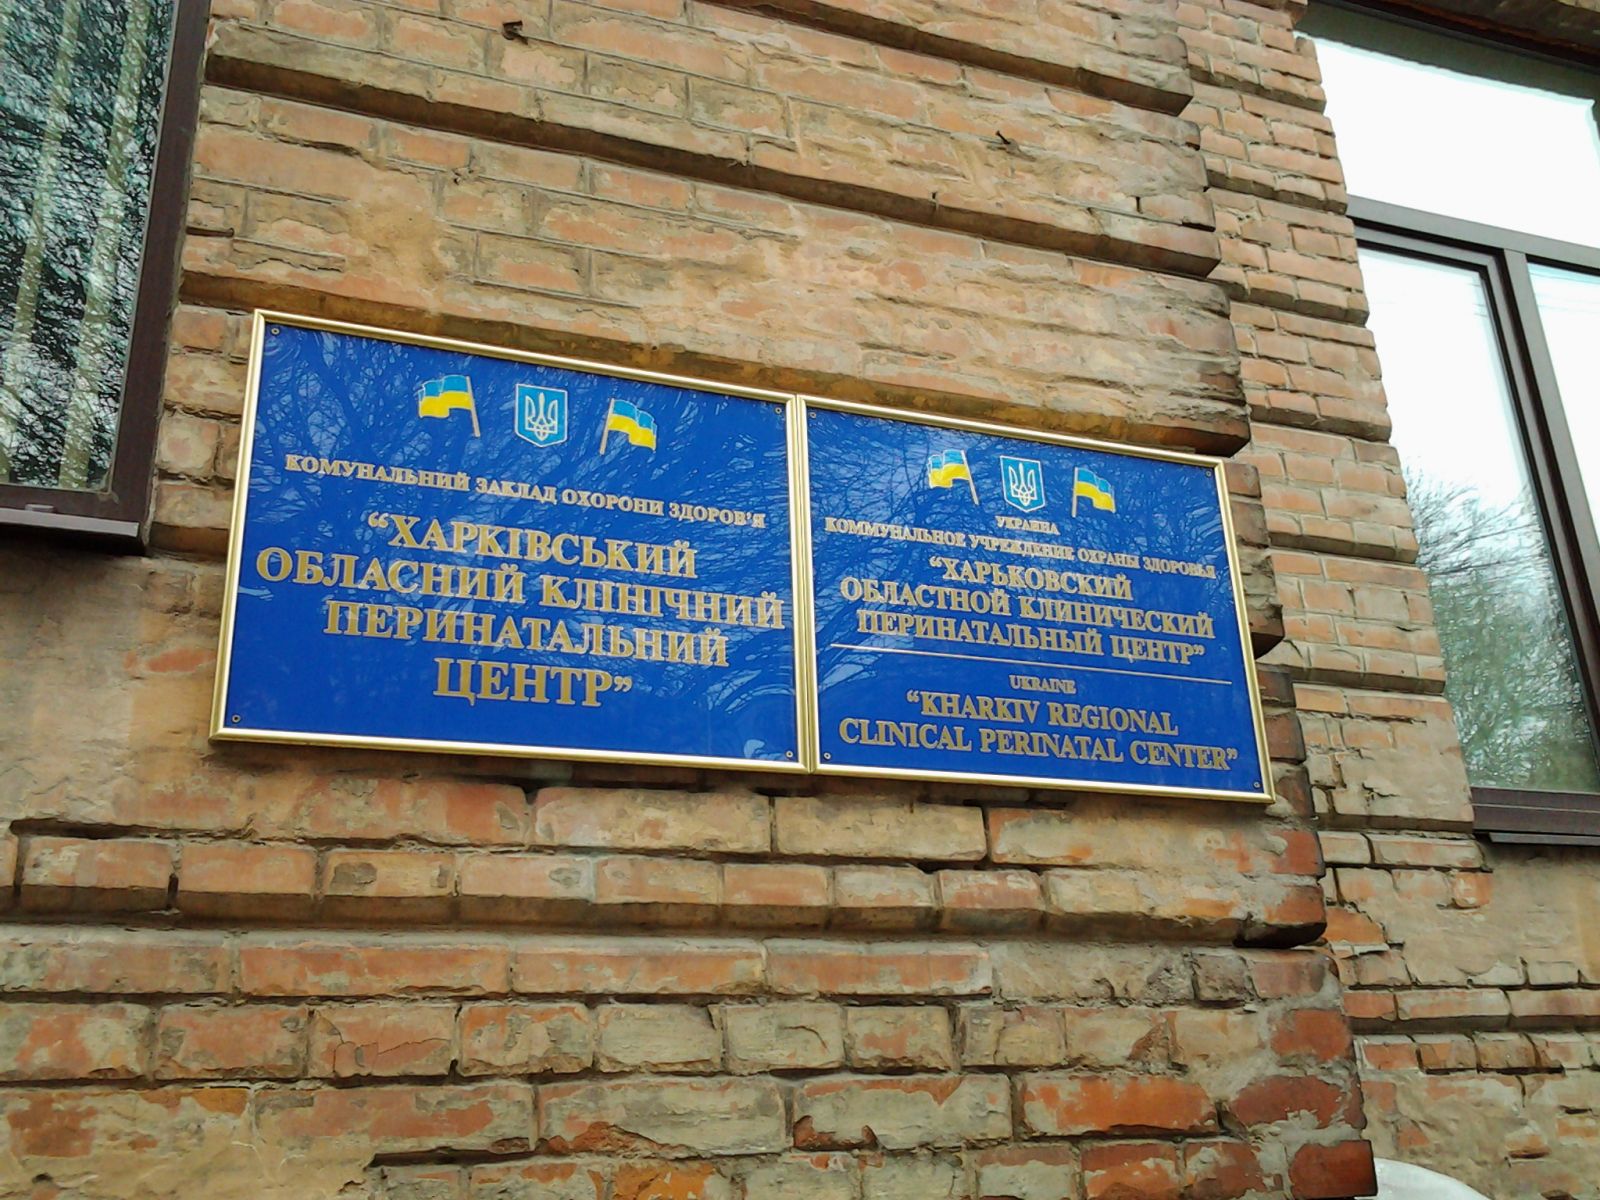 КОМУНАЛЬНИЙ ЗАКЛАД ОХОРОНИ ЗДОРОВ'Я
“ХАРКІВСЬКИЙ
ОБЛАСНИЙ КЛІНІЧНИЙ
ПЕРИНАТАЛЬНИЙ
ЦЕНТР”
УКРАИНА
КОММУНАЛЬНОЕ УЧРЕЖДЕНИЕ ОХРАНЫ ЗДОРОВЬЯ
“ХАРЬКОВСКИЙ
ОБЛАСТНОЙ КЛИНИЧЕСКИЙ
ПЕРИНАТАЛЬНЫЙ ЦЕНТР”
UKRAINE
“KHARKIV REGIONAL
CLINICAL PERINATAL CENTER”